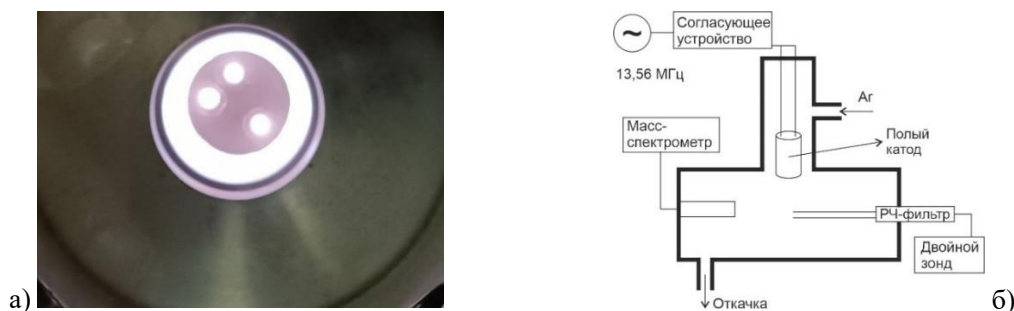 а)
Согласующее
устройство
~
13,56 МГц
Ar
Масс-
спектрометр
Полый
катод
РЧ-фильтр
Двойной
зонд
Откачка
б)